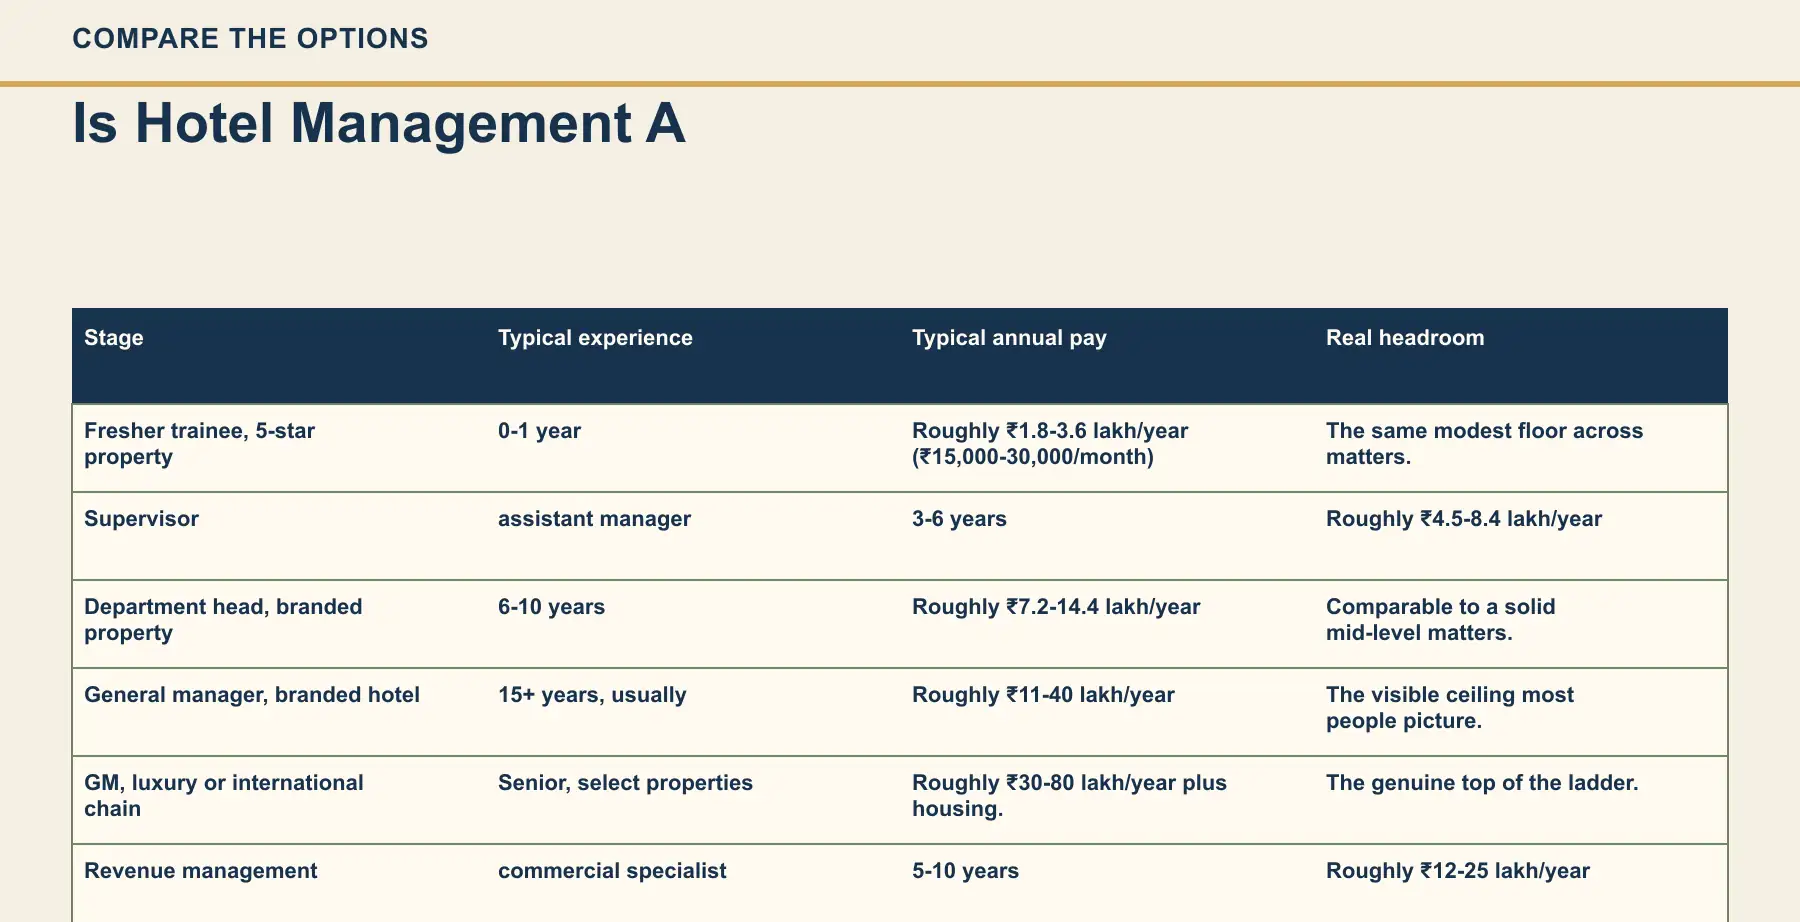 COMPARE THE OPTIONS
Is Hotel Management A
Stage
Typical experience
Typical annual pay
Real headroom
Fresher trainee, 5-star
property
0-1 year
Roughly ₹1.8-3.6 lakh/year
(₹15,000-30,000/month)
The same modest floor across
matters.
Supervisor
assistant manager
3-6 years
Roughly ₹4.5-8.4 lakh/year
Department head, branded
property
6-10 years
Roughly ₹7.2-14.4 lakh/year
Comparable to a solid
mid-level matters.
General manager, branded hotel
15+ years, usually
Roughly ₹11-40 lakh/year
The visible ceiling most
people picture.
GM, luxury or international
chain
Senior, select properties
Roughly ₹30-80 lakh/year plus
housing.
The genuine top of the ladder.
Revenue management
commercial specialist
5-10 years
Roughly ₹12-25 lakh/year